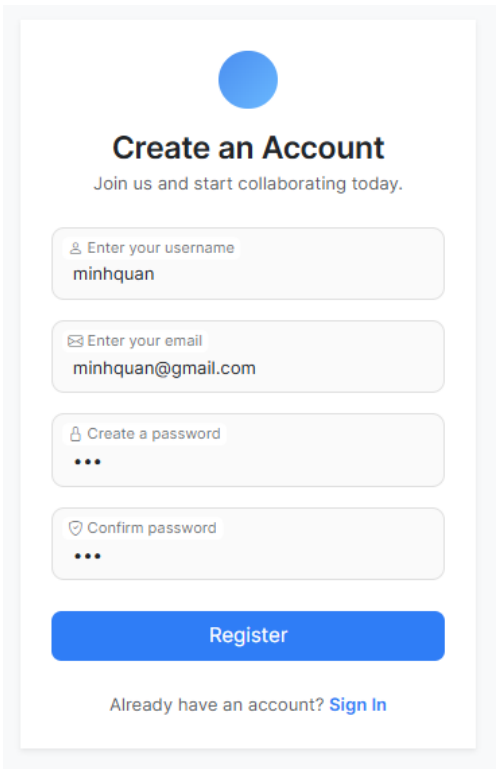 Create an Account
Join us and start collaborating today.
Enter your username
minhquan
Enter your email
minhquan@gmail.com
Create a password
•••
Confirm password
•••
Register
Already have an account? Sign In